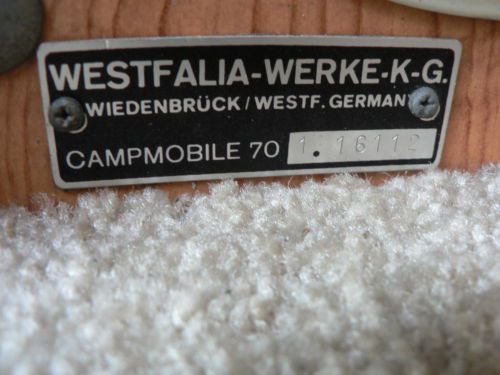 WESTFALIA-WERKE-K-G.
WIEDENBRÜCK/WESTF. GERMAN
CAMPMOBILE 70 1. 16112